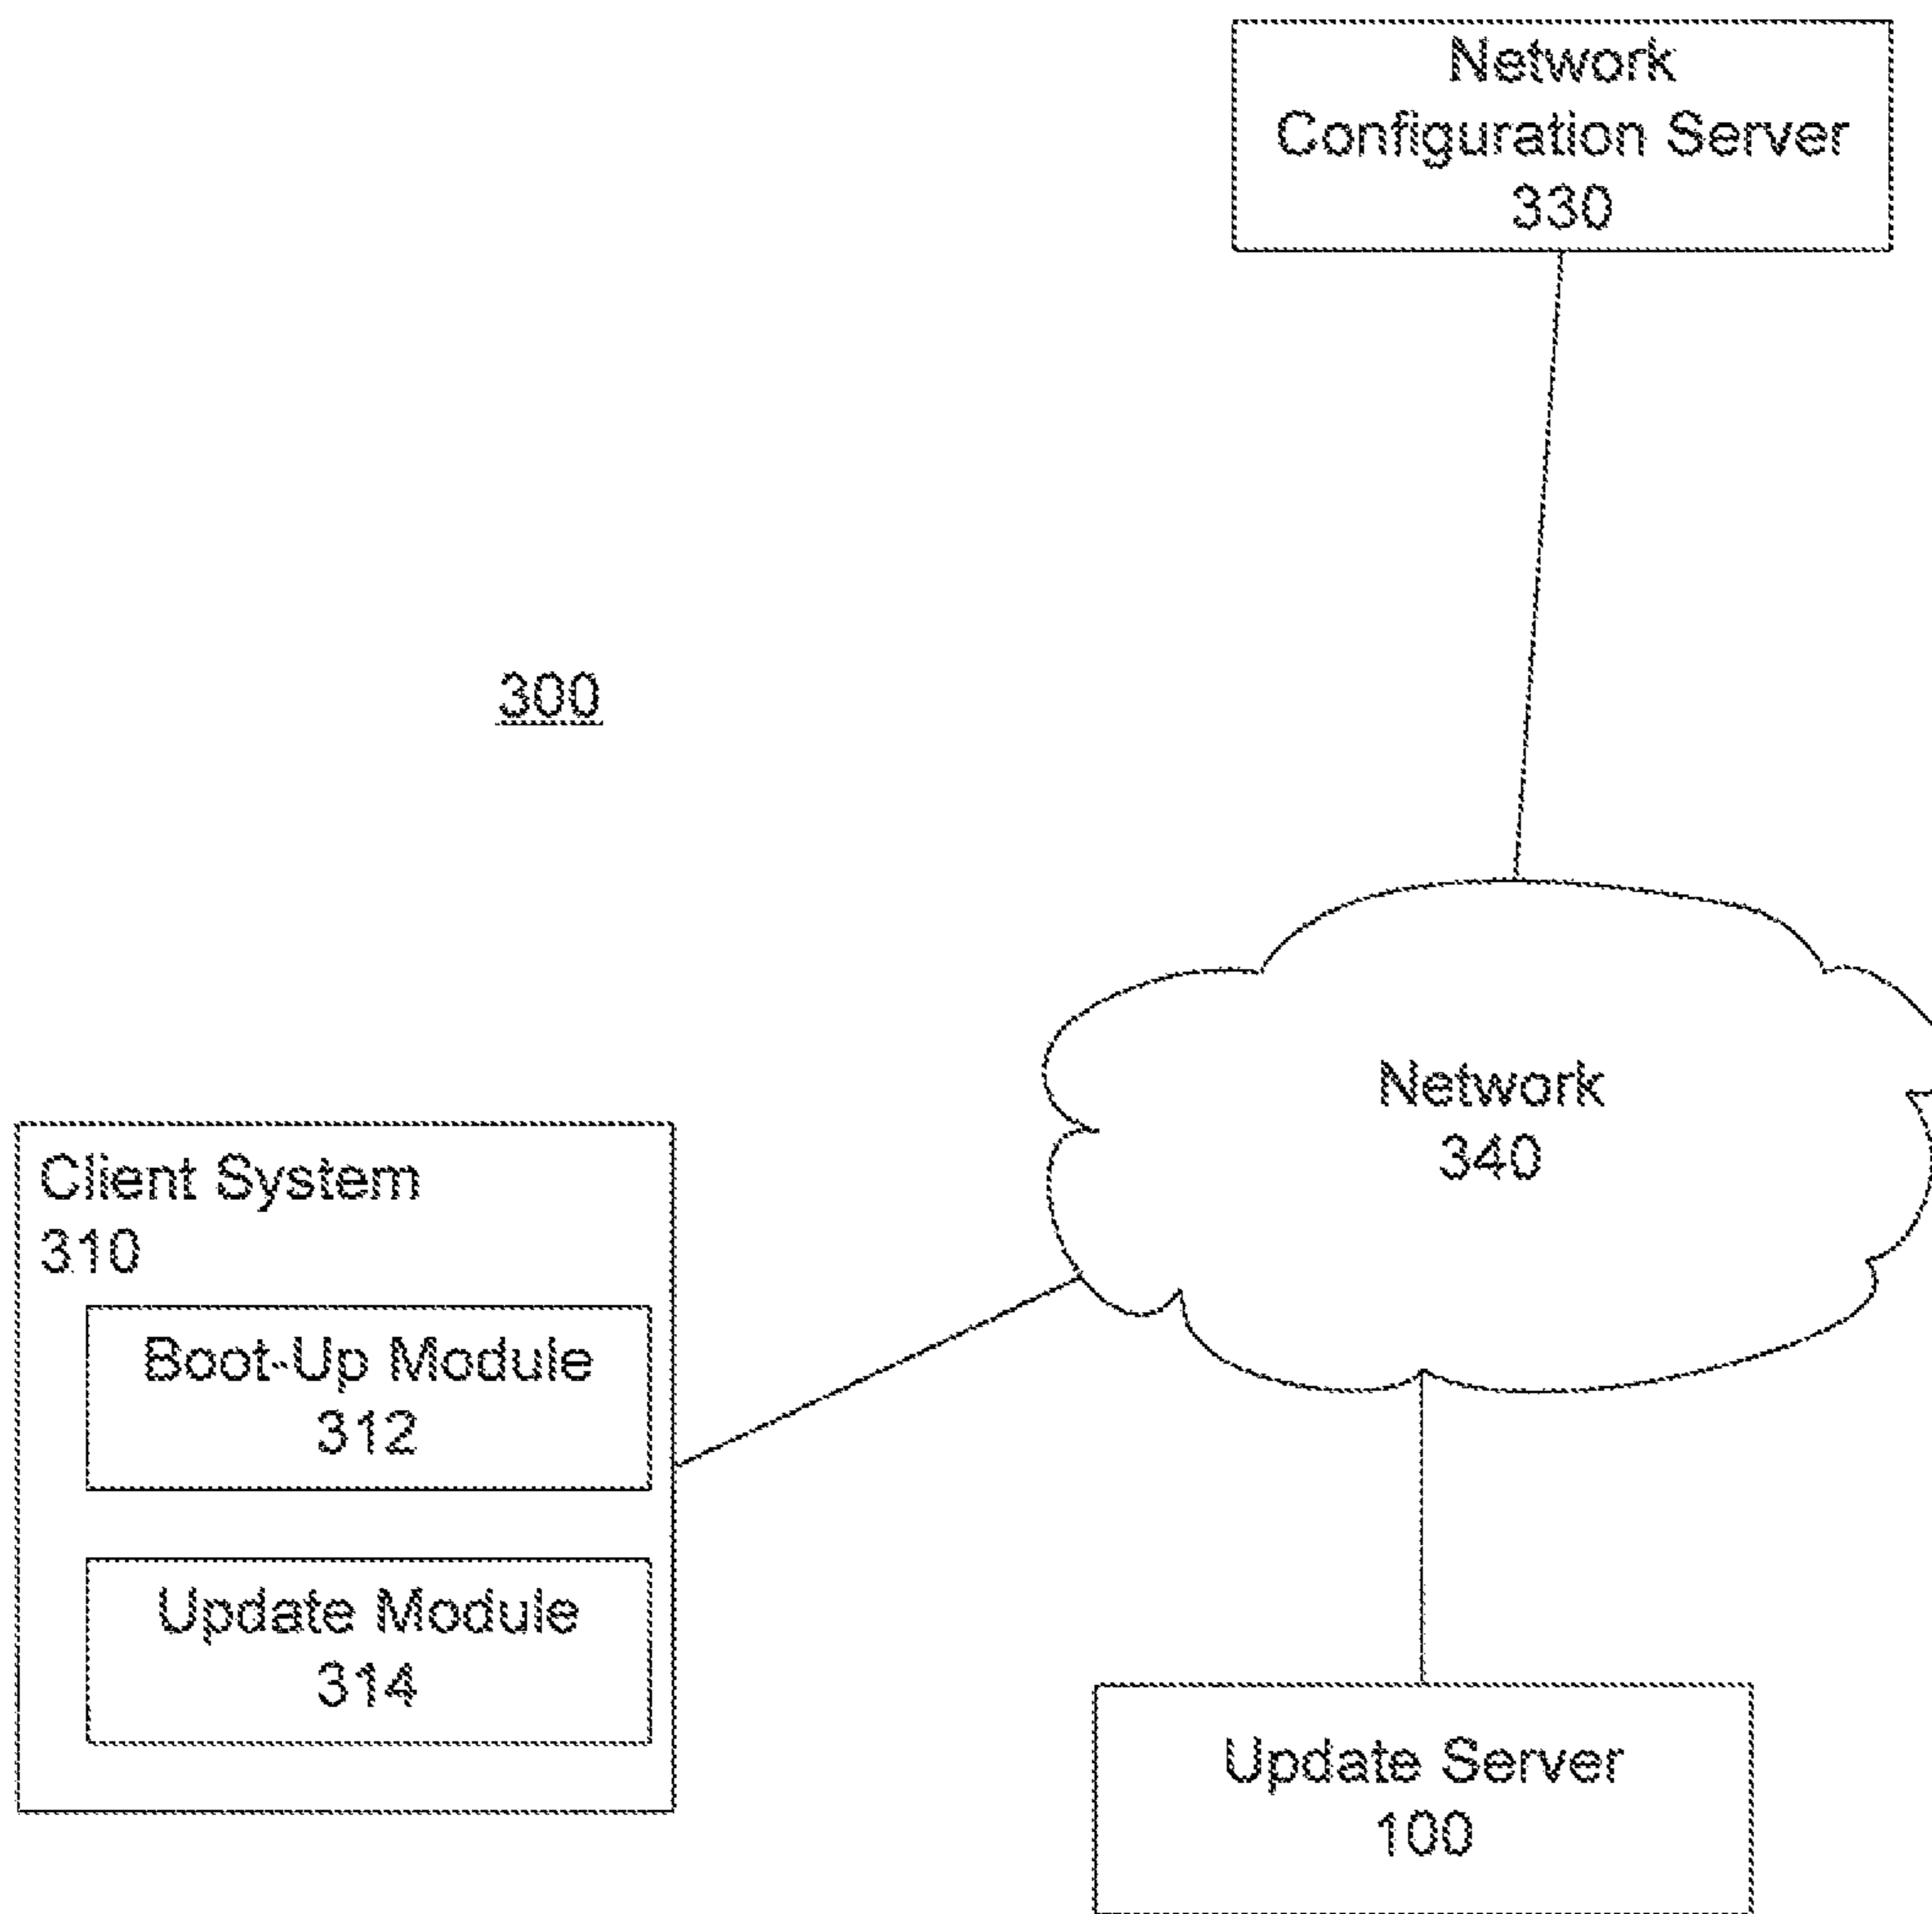 Network
Configuration Server
330
300
Network
340
Client System
310
Boot-Up Module
312
Update Module
314
Update Server
100